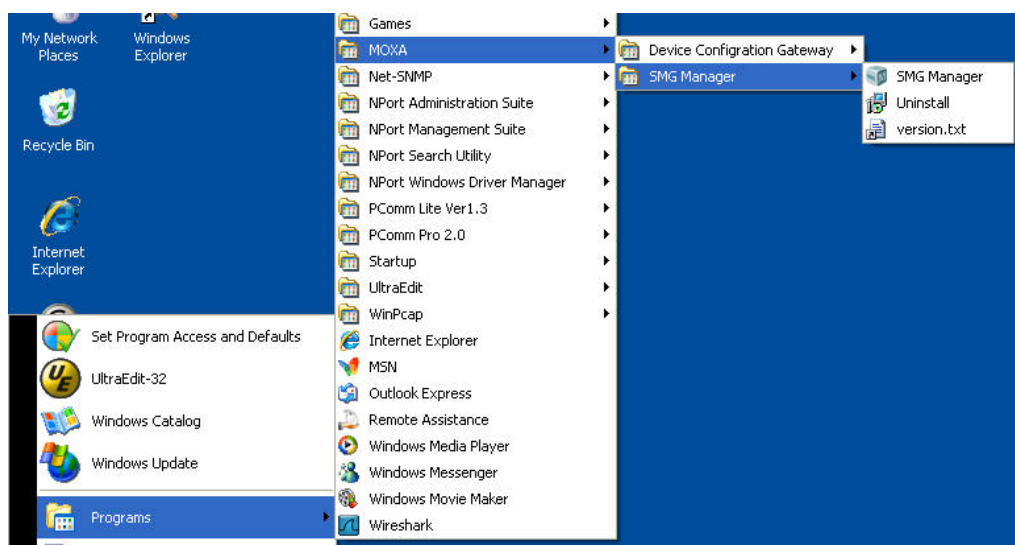 My Network
Places
Windows
Explorer
Recycle Bin
Internet
Explorer
Set Program Access and Defaults
UltraEdit-32
Windows Catalog
Windows Update
Programs
Games
MOXA
Net-SNMP
NPort Administration Suite
NPort Management Suite
NPort Search Utility
NPort Windows Driver Manager
PComm Lite Ver1.3
PComm Pro 2.0
Startup
UltraEdit
WinPcap
Internet Explorer
MSN
Outlook Express
Remote Assistance
Windows Media Player
Windows Messenger
Windows Movie Maker
Wireshark
Device Configration Gateway
SMG Manager
SMG Manager
Uninstall
version.txt